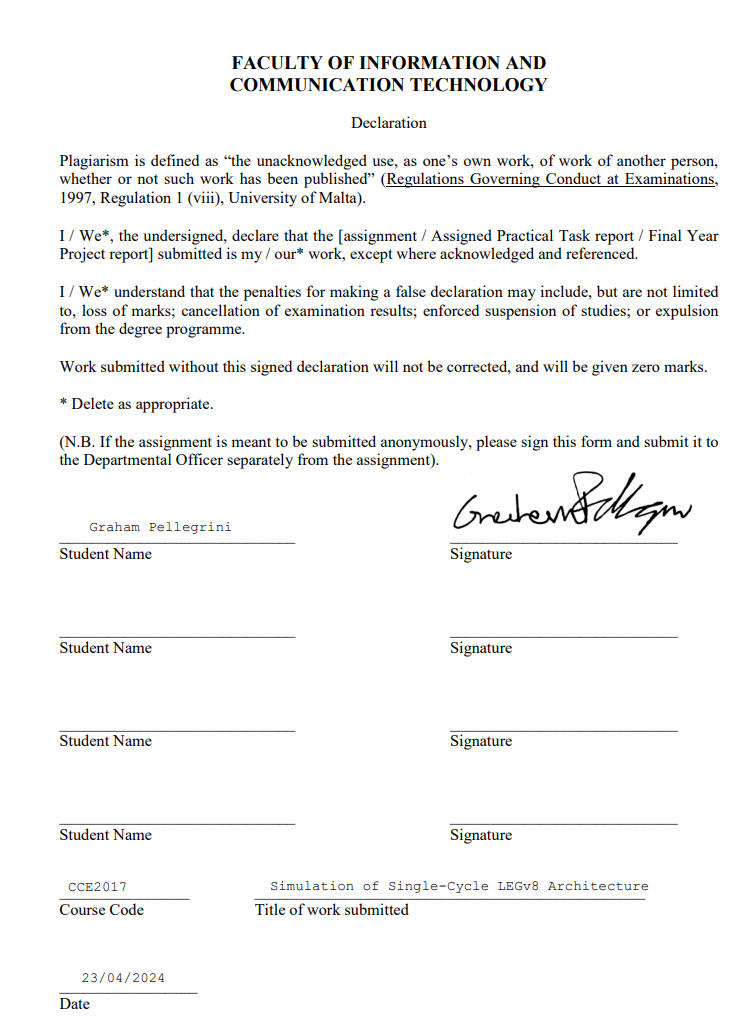 FACULTY OF INFORMATION AND
COMMUNICATION TECHNOLOGY
Declaration
Plagiarism is defined as “the unacknowledged use, as one’s own work, of work of another person,
whether or not such work has been published” (Regulations Governing Conduct at Examinations,
1997, Regulation 1 (viii), University of Malta).
I / We*, the undersigned, declare that the [assignment / Assigned Practical Task report / Final Year
Project report] submitted is my / our* work, except where acknowledged and referenced.
I / We* understand that the penalties for making a false declaration may include, but are not limited
to, loss of marks; cancellation of examination results; enforced suspension of studies; or expulsion
from the degree programme.
Work submitted without this signed declaration will not be corrected, and will be given zero marks.
* Delete as appropriate.
(N.B. If the assignment is meant to be submitted anonymously, please sign this form and submit it to
the Departmental Officer separately from the assignment).
Graham Pellegrini
Student Name Signature
Student Name Signature
Student Name Signature
Student Name Signature
CCE2017 Simulation of Single-Cycle LEGv8 Architecture
Course Code Title of work submitted
23/04/2024
Date